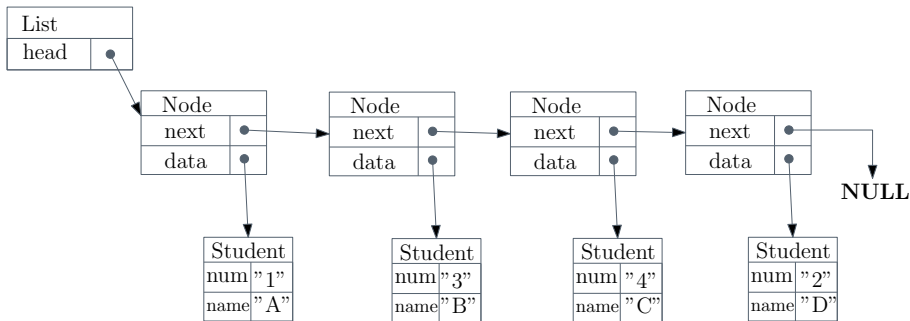 List
head
Node
next
data
Node
next
data
Node
next
data
Node
next
data
NULL
Student
num "1"
name "A"
Student
num "3"
name "B"
Student
num "4"
name "C"
Student
num "2"
name "D"